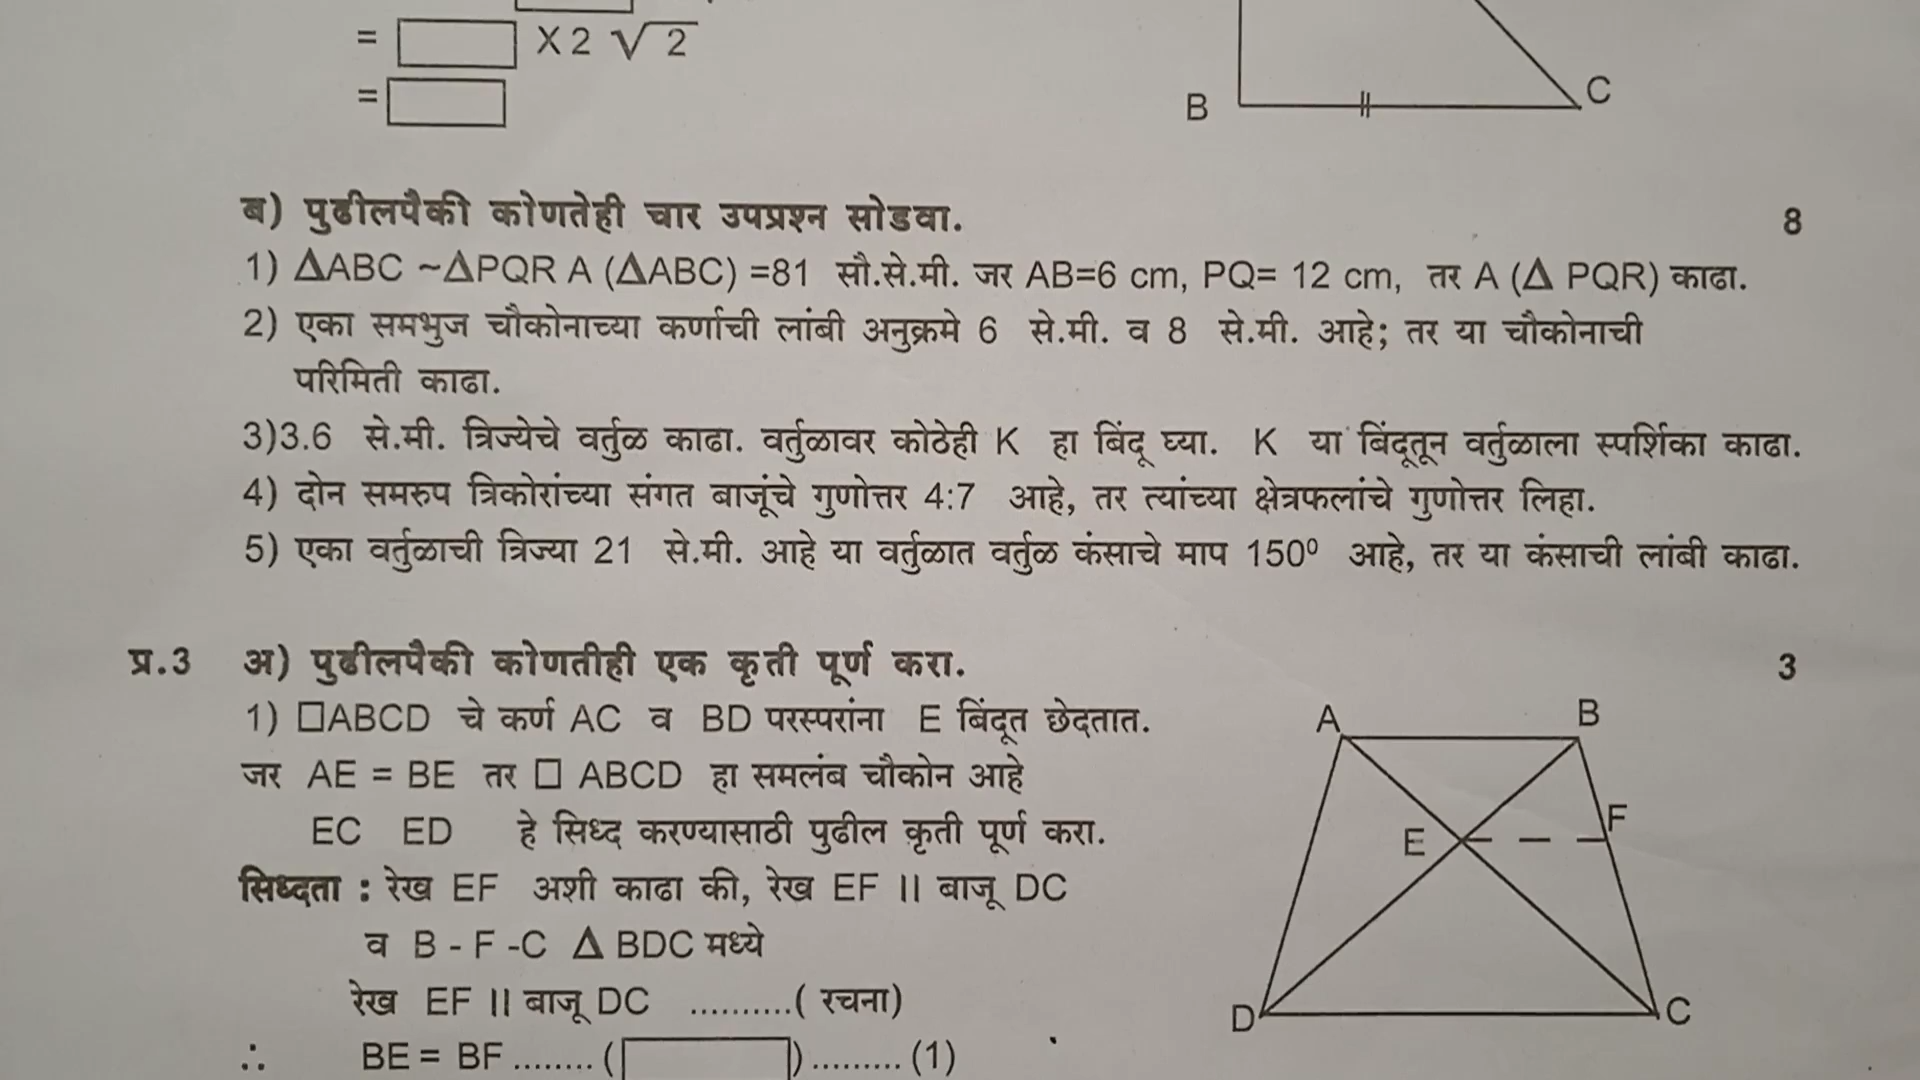 = □ X 2 √2
= □
B C
ब) पुढीलपैकी कोणतेही चार उपप्रश्न सोडवा. 8
1) ΔABC ~ΔPQR A (ΔABC) =81 सौ.से.मी. जर AB=6 cm, PQ= 12 cm, तर A (Δ PQR) काढा.
2) एका समभुज चौकोनाच्या कर्णाची लांबी अनुक्रमे 6 से.मी. व 8 से.मी. आहे; तर या चौकोनाची
परिमिती काढा.
3)3.6 से.मी. त्रिज्येचे वर्तुळ काढा. वर्तुळावर कोठेही K हा बिंदू घ्या. K या बिंदूतून वर्तुळाला स्पर्शिका काढा.
4) दोन समरुप त्रिकोरांच्या संगत बाजूंचे गुणोत्तर 4:7 आहे, तर त्यांच्या क्षेत्रफलांचे गुणोत्तर लिहा.
5) एका वर्तुळाची त्रिज्या 21 से.मी. आहे या वर्तुळात वर्तुळ कंसाचे माप 150⁰ आहे, तर या कंसाची लांबी काढा.
प्र.3 अ) पुढीलपैकी कोणतीही एक कृती पूर्ण करा. 3
1) □ABCD चे कर्ण AC व BD परस्परांना E बिंदूत छेदतात.
जर AE = BE तर □ ABCD हा समलंब चौकोन आहे
EC ED हे सिध्द करण्यासाठी पुढील कृती पूर्ण करा.
सिध्दता : रेख EF अशी काढा की, रेख EF || बाजू DC
व B - F -C Δ BDC मध्ये
रेख EF || बाजू DC ..........( रचना)
∴ BE = BF ........ (□) ......... (1)
A B
E F
D C